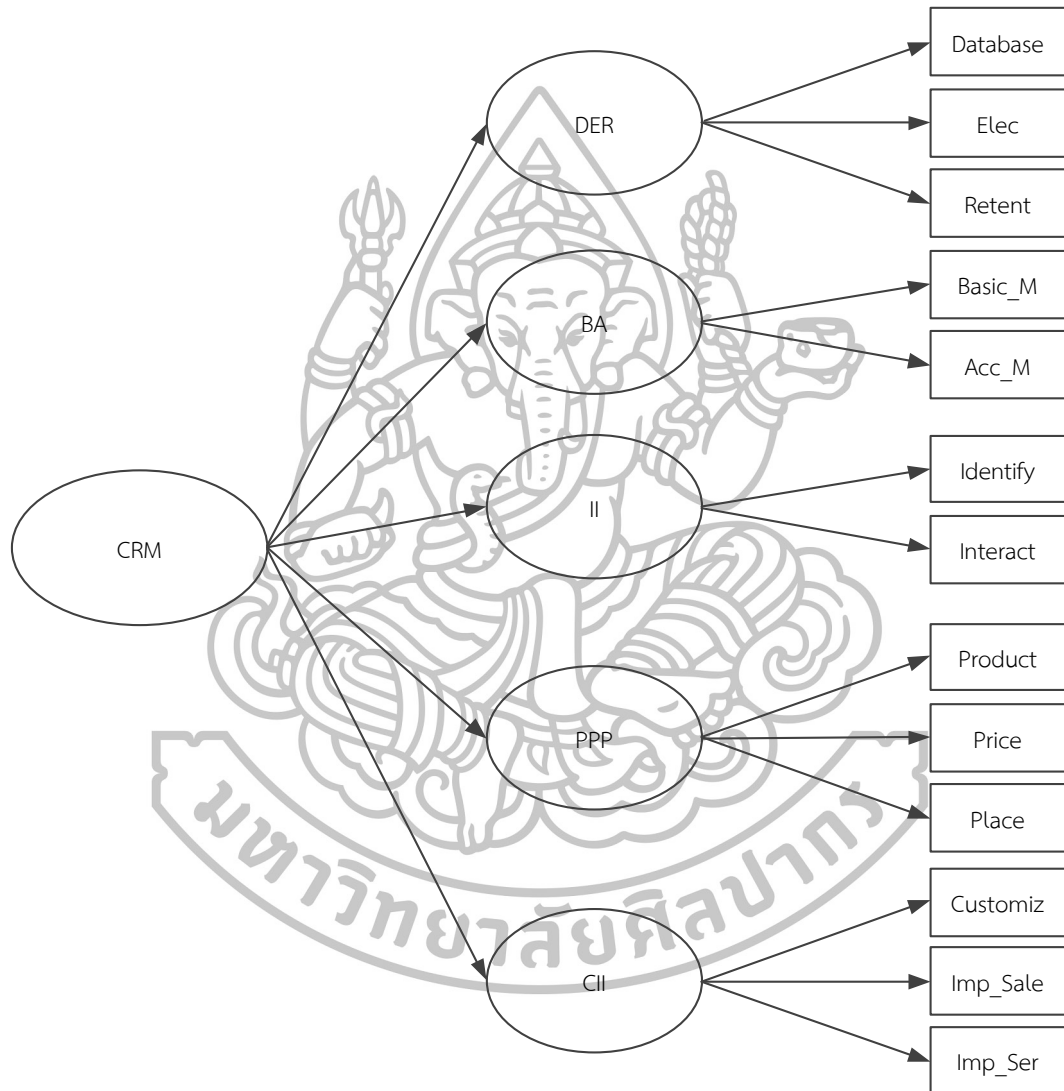 Database
DER
Elec
Retent
Basic_M
BA
Acc_M
Identify
II
Interact
CRM
Product
PPP
Price
Place
มหาวิทยาลัยศิลปากร
Customiz
CII
Imp_Sale
Imp_Ser